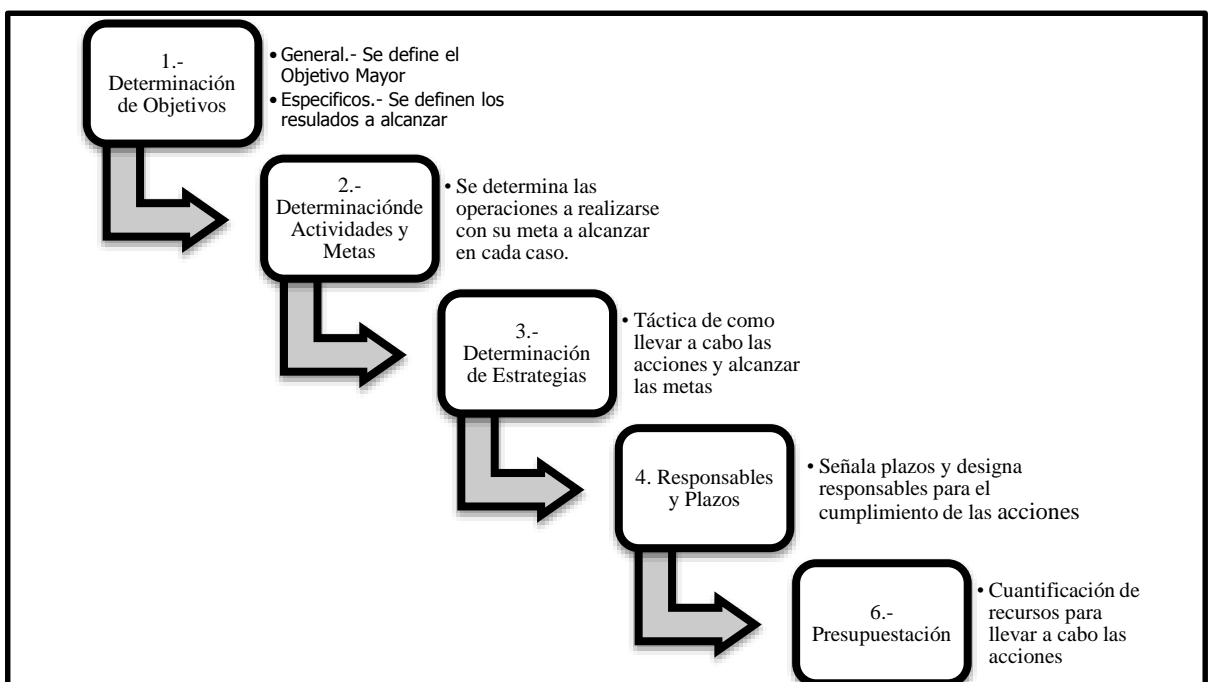 1.-
Determinación
de Objetivos
• General.- Se define el
Objetivo Mayor
• Especificos.- Se definen los
resulados a alcanzar
2.-
Determinaciónde
Actividades y
Metas
• Se determina las
operaciones a realizarse
con su meta a alcanzar
en cada caso.
3.-
Determinación
de Estrategias
• Táctica de como
llevar a cabo las
acciones y alcanzar
las metas
4. Responsables
y Plazos
• Señala plazos y designa
responsables para el
cumplimiento de las acciones
6.-
Presupuestación
• Cuantificación de
recursos para
llevar a cabo las
acciones